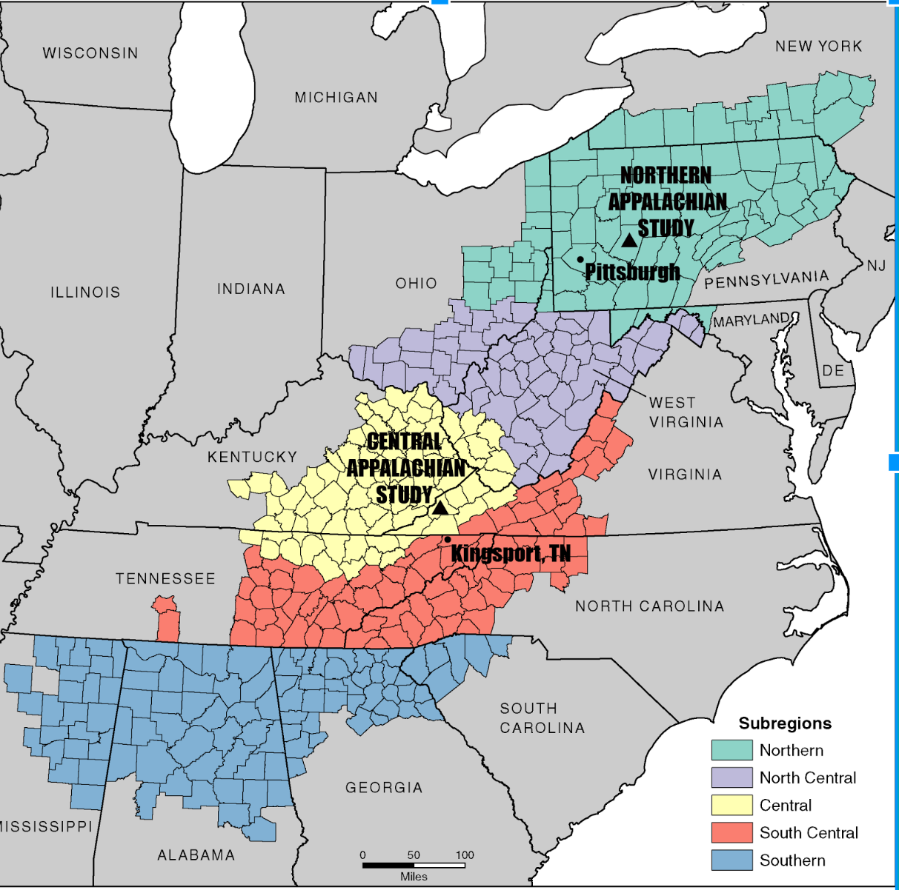 WISCONSIN
MICHIGAN
NEW YORK
NORTHERN
APPALACHIAN
STUDY
Pittsburgh
ILLINOIS
INDIANA
OHIO
PENNSYLVANIA
NJ
MARYLAND
DE
WEST
VIRGINIA
KENTUCKY
CENTRAL
APPALACHIAN
STUDY
VIRGINIA
Kingsport, TN
TENNESSEE
NORTH CAROLINA
SOUTH
CAROLINA
GEORGIA
MISSISSIPPI
ALABAMA
0 50 100
Miles
Subregions
Northern
North Central
Central
South Central
Southern